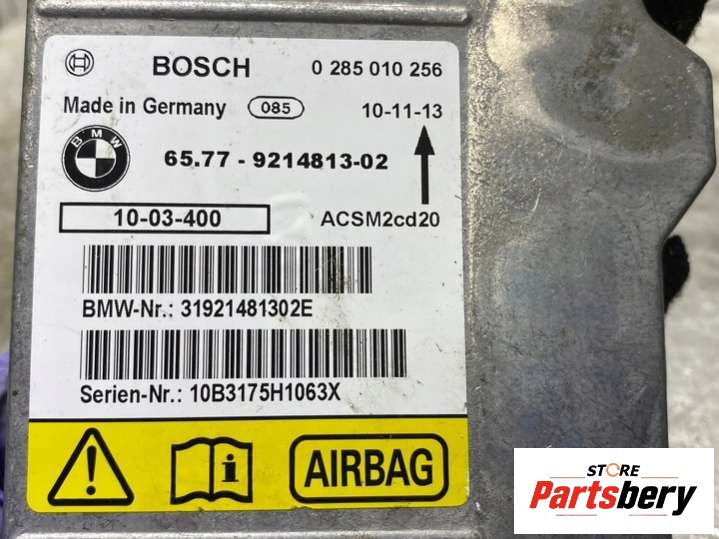 BOSCH 0 285 010 256
Made in Germany 085 10-11-13
BMW 65.77 - 9214813-02
10-03-400 ACSM2cd20
BMW-Nr.: 31921481302E
Serien-Nr.: 10B3175H1063X
! i AIRBAG
STORE
Partsbery